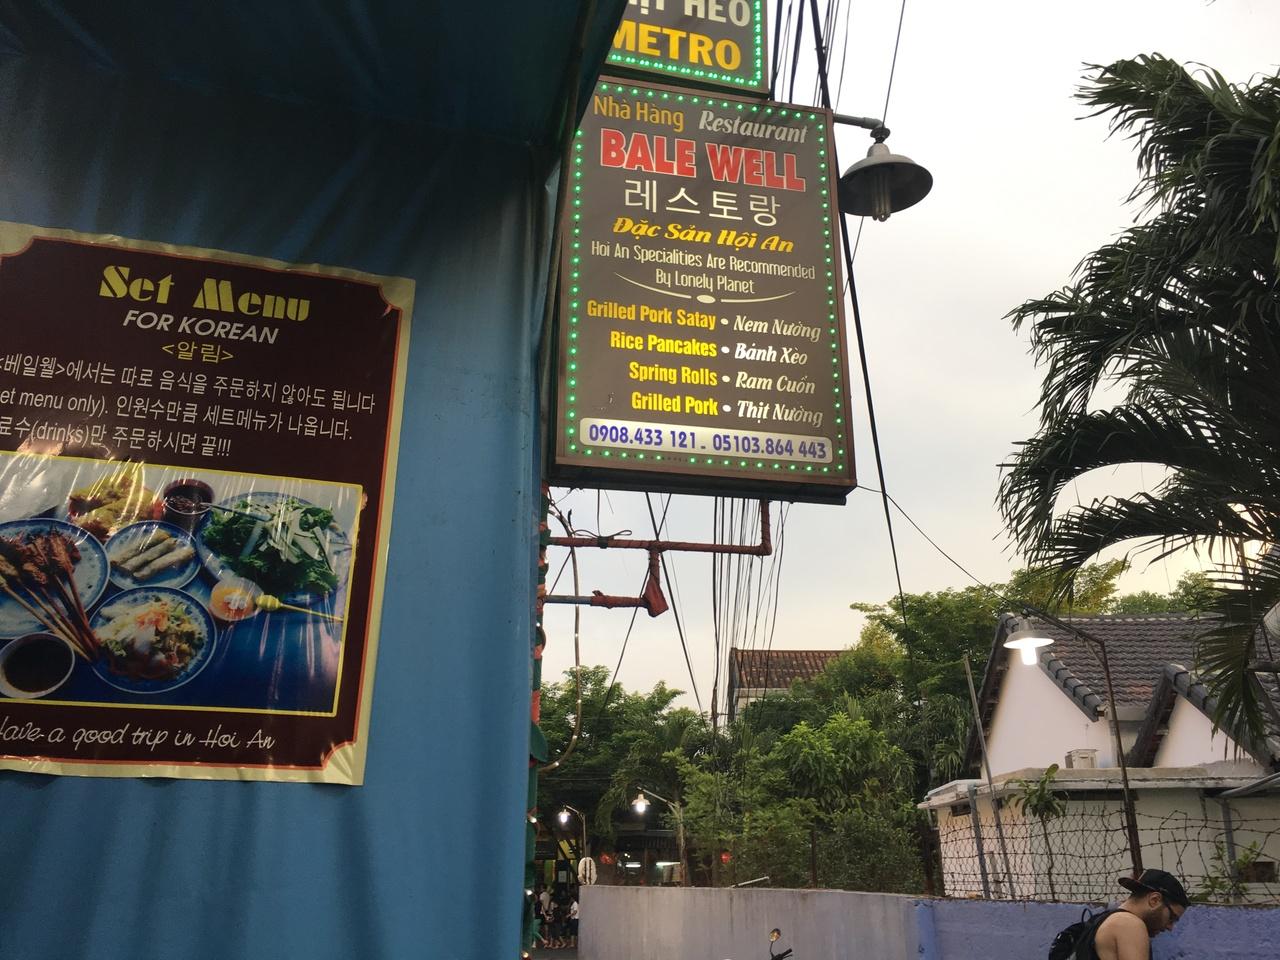 HEO
METRO
Nhà Hàng Restaurant
BALE WELL
레스토랑
Đặc Sản Hội An
Hoi An Specialities Are Recommended
By Lonely Planet
Grilled Pork Satay • Nem Nướng
Rice Pancakes • Bánh Xèo
Spring Rolls • Ram Cuốn
Grilled Pork • Thịt Nướng
0908.433 121 - 05103.864 443
Set Menu
FOR KOREAN
<알림>
<베일웰>에서는 따로 음식을 주문하지 않아도 됩니다
et menu only). 인원수만큼 세트메뉴가 나옵니다.
료수(drinks)만 주문하시면 끝!!!
Have a good trip in Hoi An